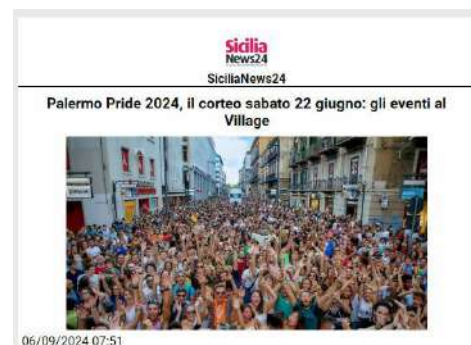 Sicilia
News24
SiciliaNews24
Palermo Pride 2024, il corteo sabato 22 giugno: gli eventi al
Village
06/09/2024 07:51